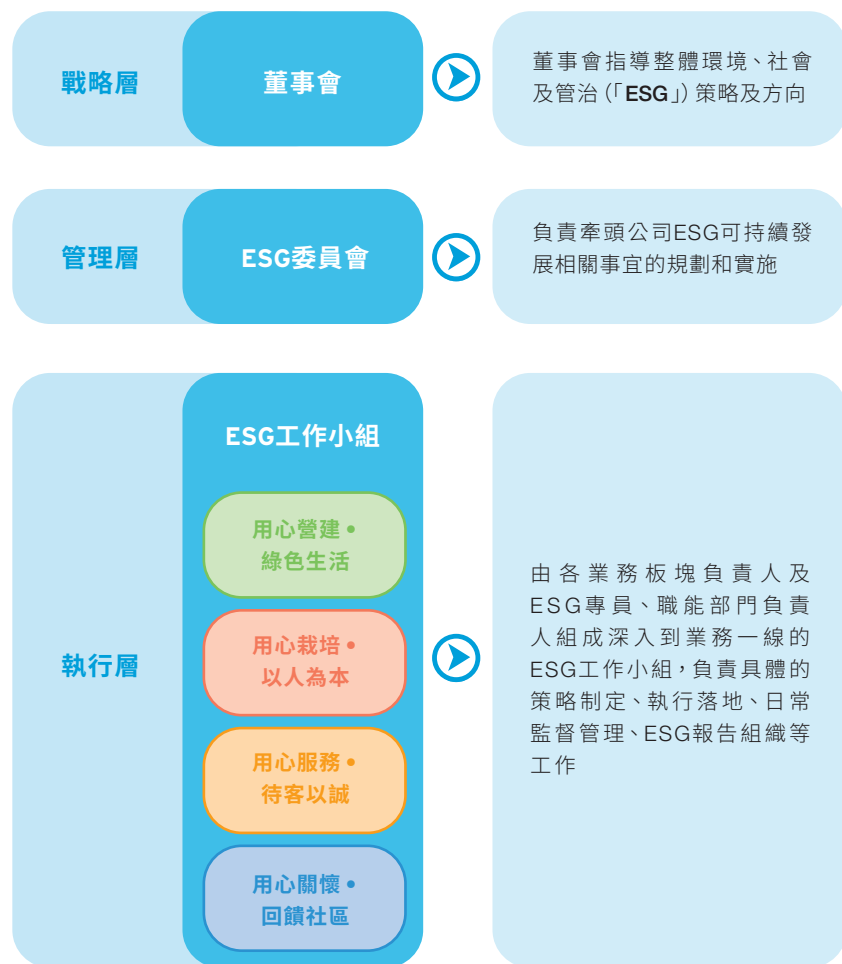 戰略層
董事會
董事會指導整體環境、社會
及管治（「ESG」）策略及方向
管理層
ESG委員會
負責牽頭公司ESG可持續發
展相關事宜的規劃和實施
執行層
ESG工作小組
用心營建•
綠色生活
用心栽培•
以人為本
用心服務•
待客以誠
用心關懷•
回饋社區
由各業務板塊負責人及
ESG專員、職能部門負責
人組成深入到業務一線的
ESG工作小組，負責具體的
策略制定、執行落地、日常
監督管理、ESG報告組織等
工作